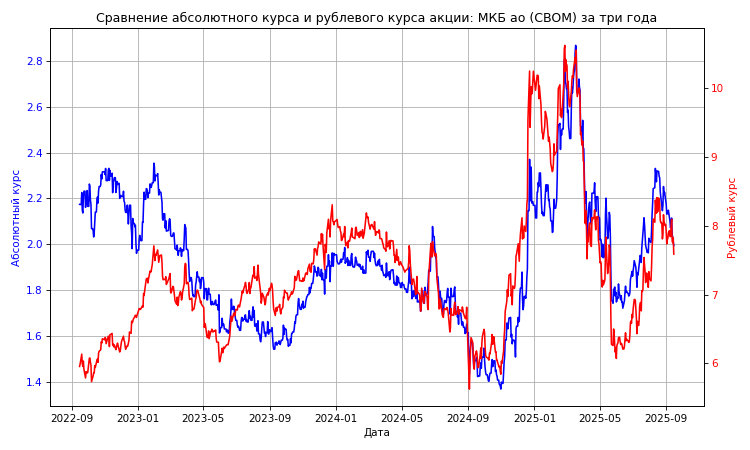 Сравнение абсолютного курса и рублевого курса акции: МКБ ао (CBOM) за три года
Абсолютный курс
2.8
2.6
2.4
2.2
2.0
1.8
1.6
1.4
10
9
8
7
6
Рублевый курс
2022-09 2023-01 2023-05 2023-09 2024-01 2024-05 2024-09 2025-01 2025-05 2025-09
Дата